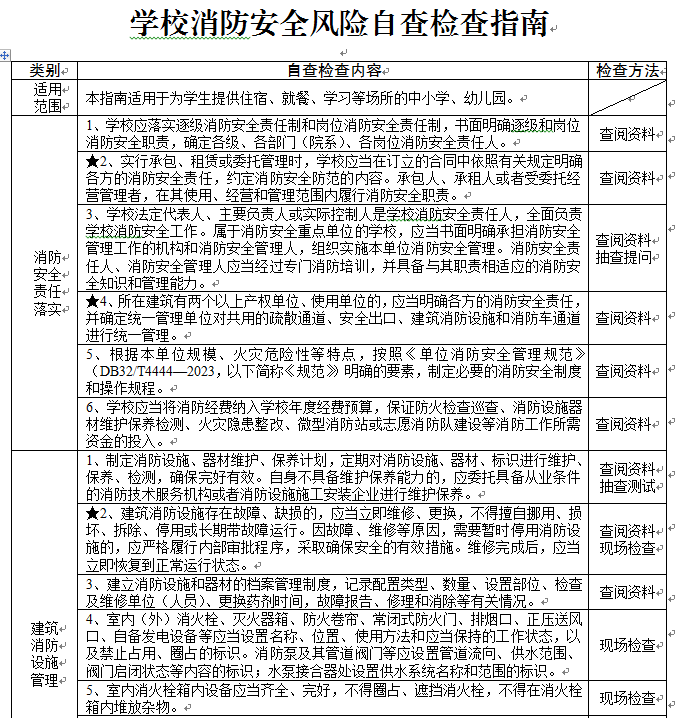 学校消防安全风险自查检查指南
类别 自查检查内容 检查方法
适用
范围
本指南适用于为学生提供住宿、就餐、学习等场所的中小学、幼儿园。
消防
安全
责任
落实
1、学校应落实逐级消防安全责任制和岗位消防安全责任制，书面明确逐级和岗位
消防安全职责，确定各级、各部门（院系）、各岗位消防安全责任人。
查阅资料
★2、实行承包、租赁或委托管理时，学校应当在订立的合同中依照有关规定明确
各方的消防安全责任，约定消防安全防范的内容。承包人、承租人或者受委托经
营管理者，在其使用、经营和管理范围内履行消防安全职责。
查阅资料
3、学校法定代表人、主要负责人或实际控制人是学校消防安全责任人，全面负责
学校消防安全工作。属于消防安全重点单位的学校，应当书面明确承担消防安全
管理工作的机构和消防安全管理人，组织实施本单位消防安全管理。消防安全责
任人、消防安全管理人应当经过专门消防培训，并具备与其职责相适应的消防安
全知识和管理能力。
查阅资料
抽查提问
★4、所在建筑有两个以上产权单位、使用单位的，应当明确各方的消防安全责任，
并确定统一管理单位对共用的疏散通道、安全出口、建筑消防设施和消防车通道
进行统一管理。
查阅资料
5、根据本单位规模、火灾危险性等特点，按照《单位消防安全管理规范》
（DB32/T4444—2023，以下简称《规范》）明确的要素，制定必要的消防安全制度
和操作规程。
查阅资料
6、学校应当将消防经费纳入学校年度经费预算，保证防火检查巡查、消防设施器
材维护保养检测、火灾隐患整改、微型消防站或志愿消防队建设等消防工作所需
资金的投入。
查阅资料
建筑
消防
设施
管理
1、制定消防设施、器材维护、保养计划，定期对消防设施、器材、标识进行维护、
保养、检测，确保完好有效。自身不具备维护保养能力的，应委托具备从业条件
的消防技术服务机构或者消防设施施工安装企业进行维护保养。
查阅资料
抽查测试
★2、建筑消防设施存在故障、缺损的，应当立即维修、更换，不得擅自挪用、损
坏、拆除、停用或长期带故障运行。因故障、维修等原因，需要暂时停用消防设
施的，应严格履行内部审批程序，采取确保安全的有效措施。维修完成后，应当
立即恢复到正常运行状态。
查阅资料
现场检查
3、建立消防设施和器材的档案管理制度，记录配置类型、数量、设置部位、检查
及维修单位（人员）、更换药剂时间，故障报告、修理和消除等有关情况。
查阅资料
4、室内（外）消火栓、灭火器箱、防火卷帘、常闭式防火门、排烟口、正压送风
口、自备发电设备等应当设置名称、位置、使用方法和应当保持的工作状态，以
及禁止占用、圈占的标识。消防泵及其管道阀门等应设置管道流向、供水范围、
阀门启闭状态等内容的标识；水泵接合器处设置供水系统名称和范围的标识。
现场检查
5、室内消火栓箱内设备应当齐全、完好，不得圈占、遮挡消火栓，不得在消火栓
箱内堆放杂物。
现场检查